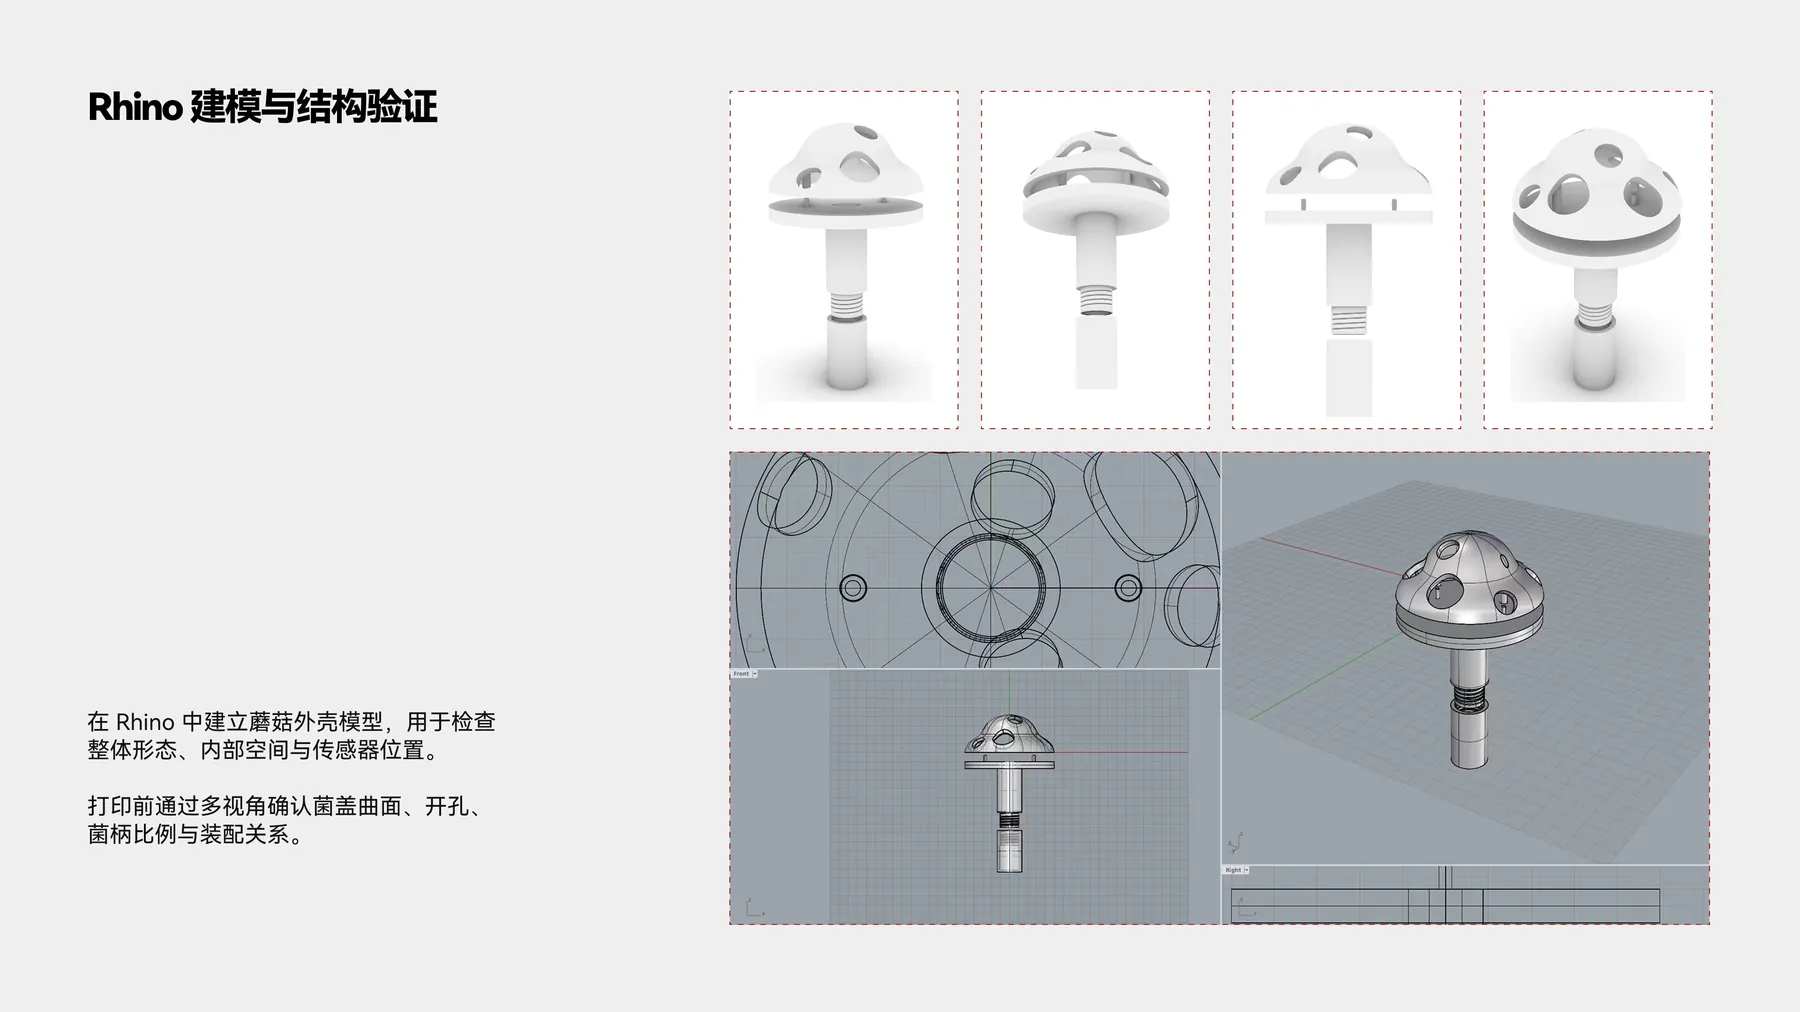 Rhino 建模与结构验证
在 Rhino 中建立蘑菇外壳模型，用于检查
整体形态、内部空间与传感器位置。
打印前通过多视角确认菌盖曲面、开孔、
菌柄比例与装配关系。
Front
Right